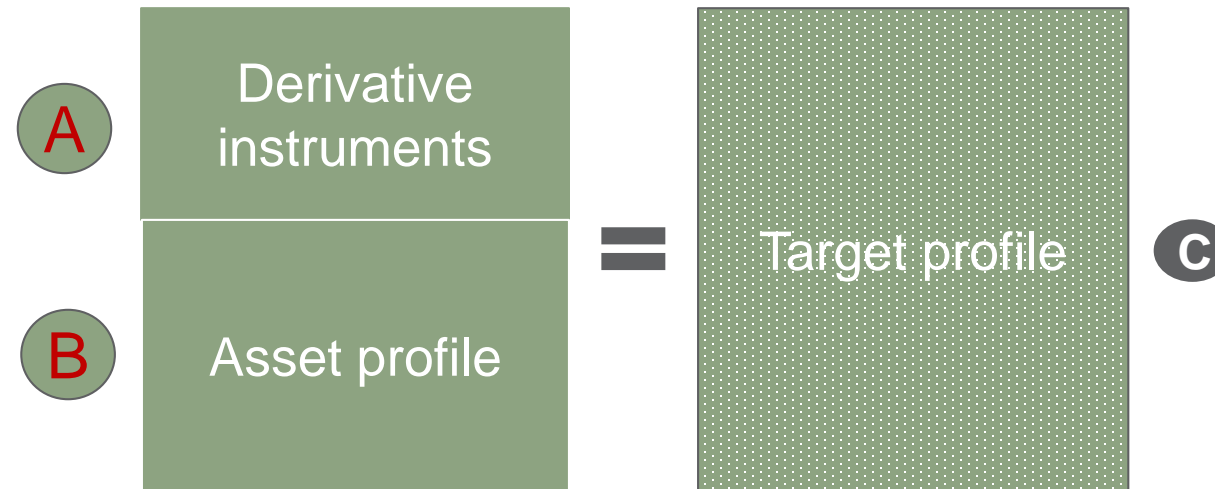 A
Derivative
instruments
B
Asset profile
=
Target profile
C